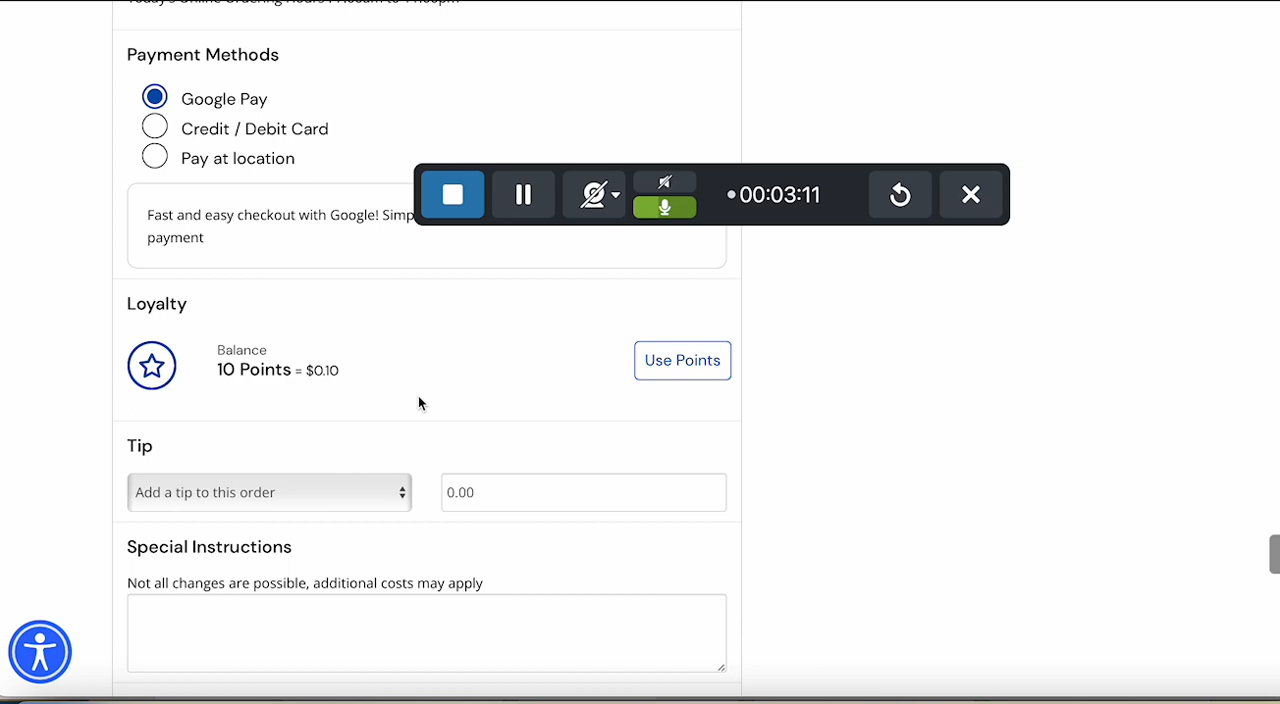 Payment Methods
Google Pay
Credit / Debit Card
Pay at location
00:03:11
Fast and easy checkout with Google!
payment
Loyalty
Balance
10 Points = $0.10
Use Points
Tip
Add a tip to this order
0.00
Special Instructions
Not all changes are possible, additional costs may apply